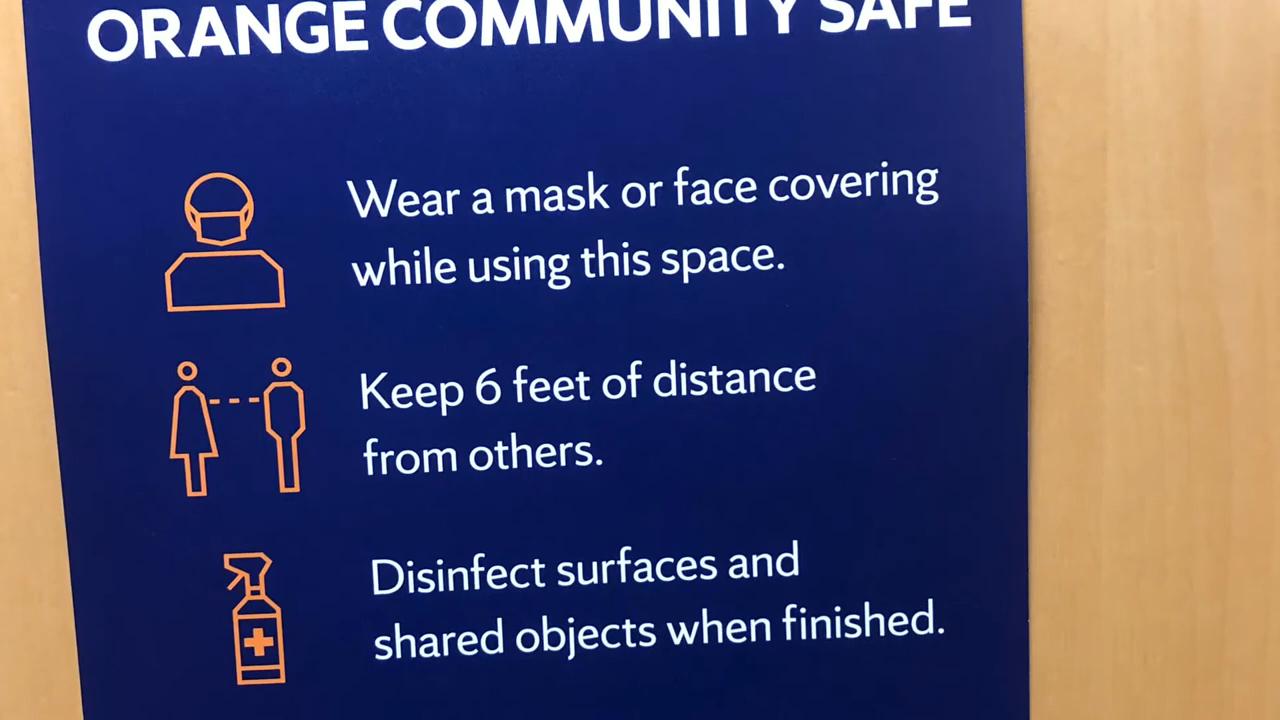 ORANGE COMMUNITY SAFE
Wear a mask or face covering
while using this space.
Keep 6 feet of distance
from others.
Disinfect surfaces and
shared objects when finished.